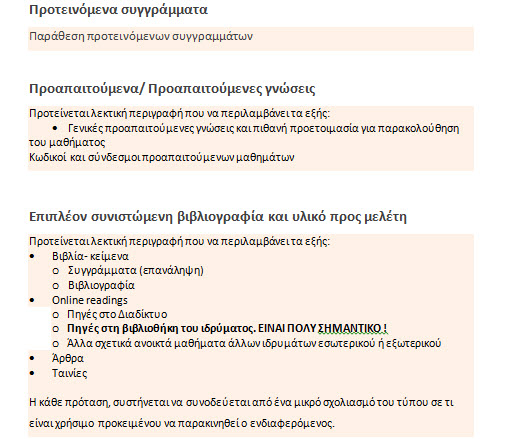 Προτεινόμενα συγγράμματα
Παράθεση προτεινόμενων συγγραμμάτων
Προαπαιτούμενα/ Προαπαιτούμενες γνώσεις
Προτείνεται λεκτική περιγραφή που να περιλαμβάνει τα εξής:
• Γενικές προαπαιτούμενες γνώσεις και πιθανή προετοιμασία για παρακολούθηση
του μαθήματος
Κωδικοί και σύνδεσμοι προαπαιτούμενων μαθημάτων
Επιπλέον συνιστώμενη βιβλιογραφία και υλικό προς μελέτη
Προτείνεται λεκτική περιγραφή που να περιλαμβάνει τα εξής:
• Βιβλία- κείμενα
o Συγγράμματα (επανάληψη)
o Βιβλιογραφία
• Online readings
o Πηγές στο Διαδίκτυο
o Πηγές στη βιβλιοθήκη του ιδρύματος. ΕΙΝΑΙ ΠΟΛΥ ΣΗΜΑΝΤΙΚΟ !
o Άλλα σχετικά ανοικτά μαθήματα άλλων ιδρυμάτων εσωτερικού ή εξωτερικού
• Άρθρα
• Ταινίες
Η κάθε πρόταση, συστήνεται να συνοδεύεται από ένα μικρό σχολιασμό του τύπου σε τι
είναι χρήσιμο προκειμένου να παρακινηθεί ο ενδιαφερόμενος.